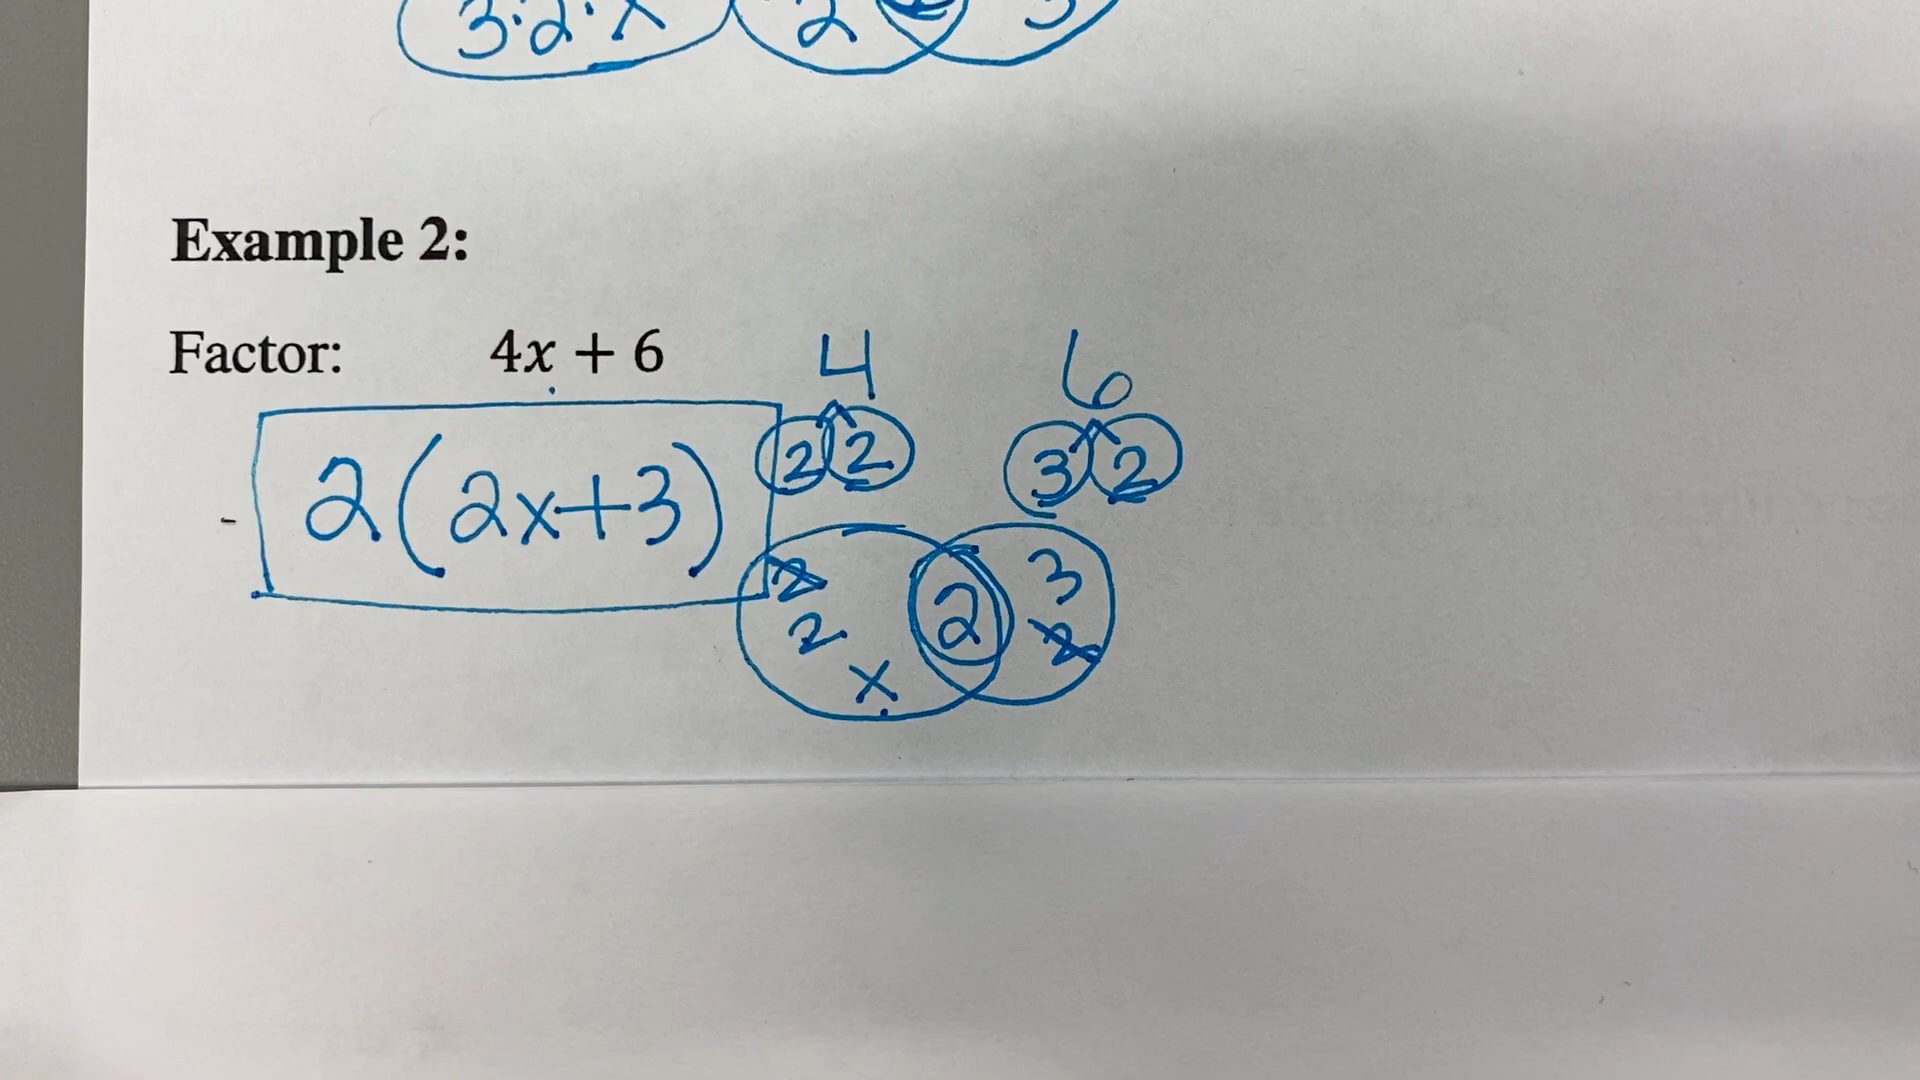 3·2·x 2 3
Example 2:
Factor: 4x + 6
4 6
2 2 3 2
2(2x+3)
2 3
2 2 2
x